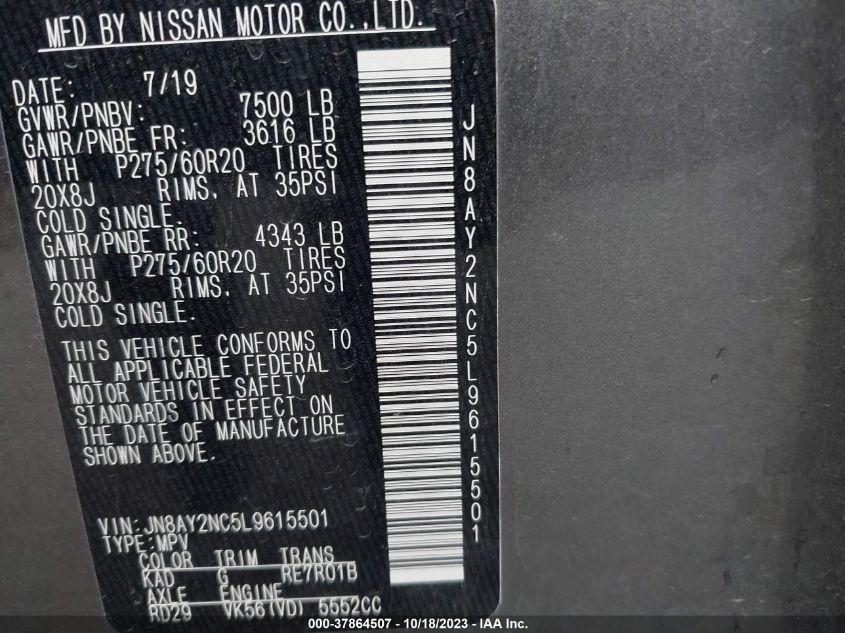 MFD BY NISSAN MOTOR CO.,LTD.
DATE: 7/19
GVWR/PNBV: 7500 LB
GAWR/PNBE FR: 3616 LB
WITH P275/60R20 TIRES
20X8J RIMS, AT 35PSI
COLD SINGLE.
GAWR/PNBE RR: 4343 LB
WITH P275/60R20 TIRES
20X8J RIMS, AT 35PSI
COLD SINGLE.
THIS VEHICLE CONFORMS TO
ALL APPLICABLE FEDERAL
MOTOR VEHICLE SAFETY
STANDARDS IN EFFECT ON
THE DATE OF MANUFACTURE
SHOWN ABOVE.
VIN:JN8AY2NC5L9615501
TYPE:MPV
COLOR TRIM TRANS
KAD G RE7R01B
AXLE ENGINE
RD29 VK56(VD) 5552CC
JN8AY2NC5L9615501
000-37864507 - 10/18/2023 - IAA Inc.